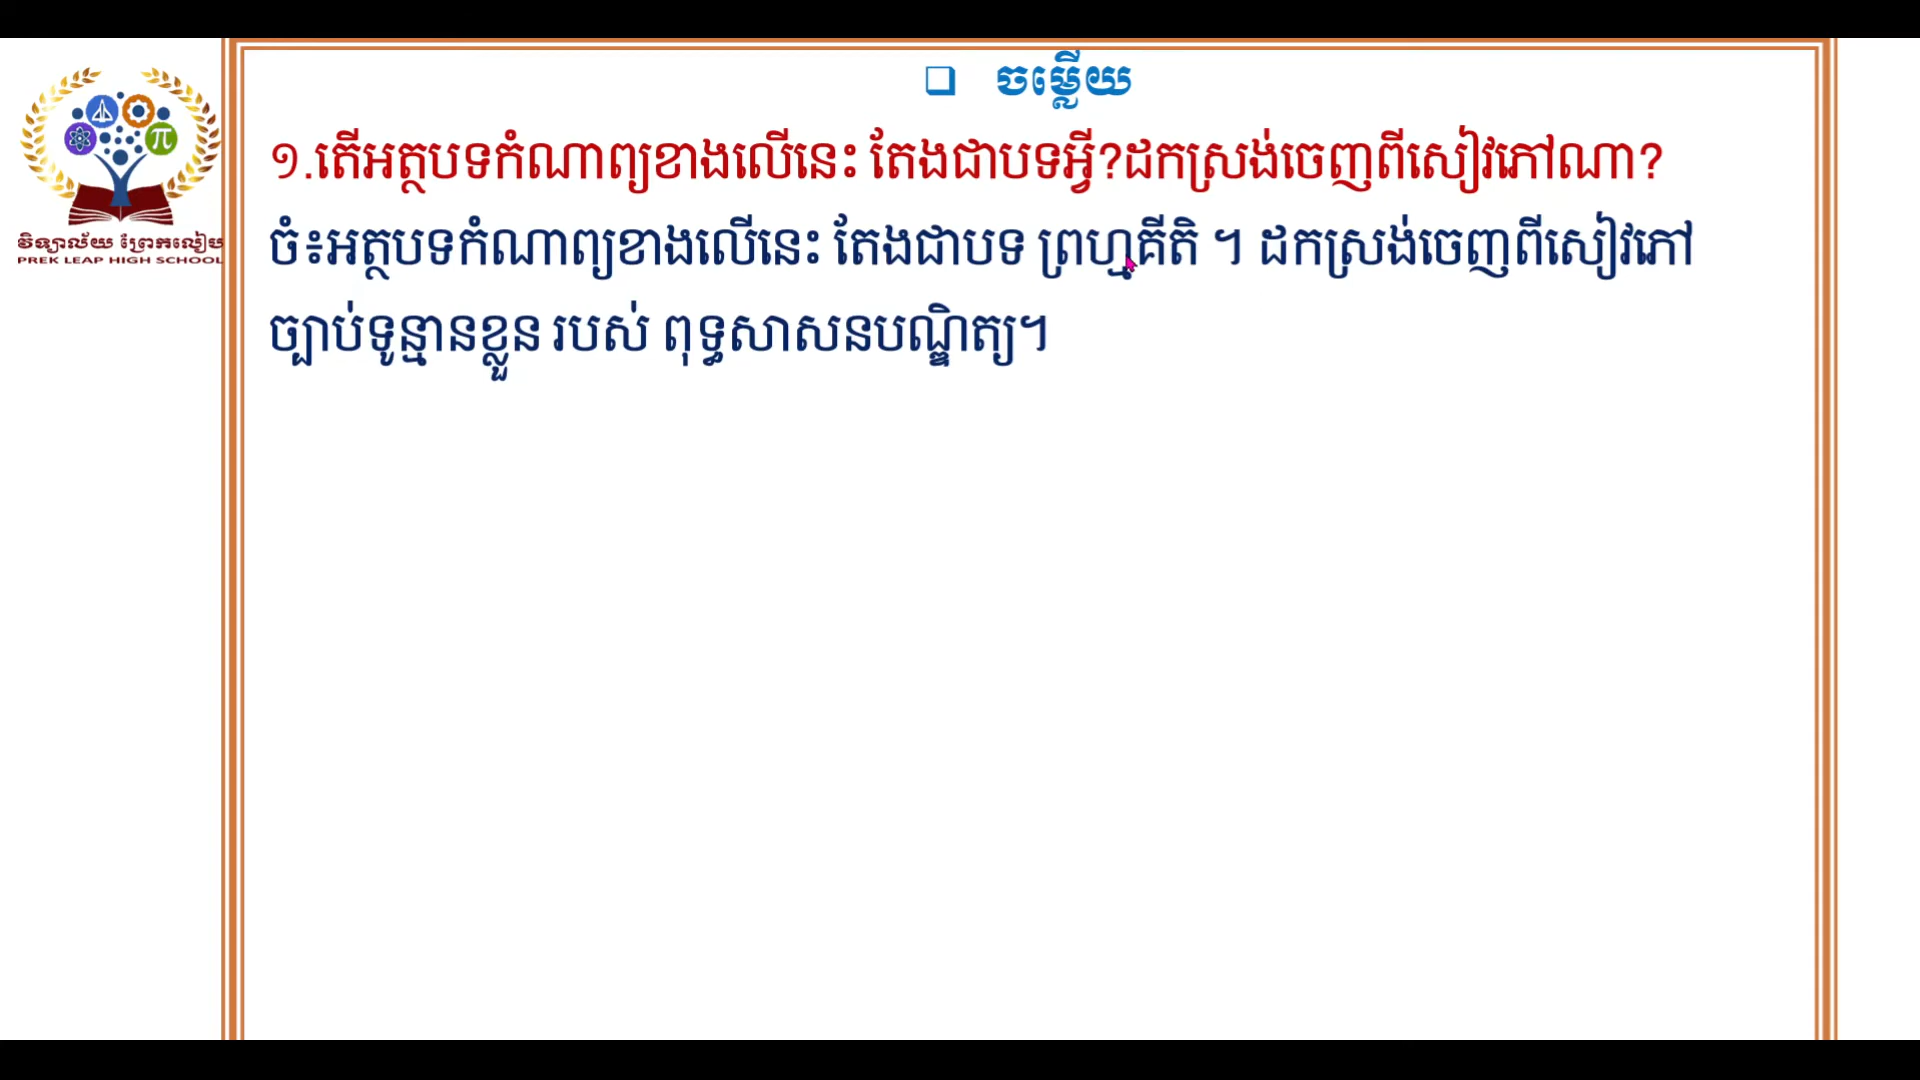 ❑ ចម្លើយ
១.តើអត្ថបទកំណាព្យខាងលើនេះ តែងជាបទអ្វី?ដកស្រង់ចេញពីសៀវភៅណា?
ចំ៖អត្ថបទកំណាព្យខាងលើនេះ តែងជាបទ ព្រហ្មគីតិ ។ ដកស្រង់ចេញពីសៀវភៅ
ច្បាប់ទូន្មានខ្លួន របស់ ពុទ្ធសាសនបណ្ឌិត្យ។
វិទ្យាល័យ ព្រែកលៀប
PREK LEAP HIGH SCHOOL